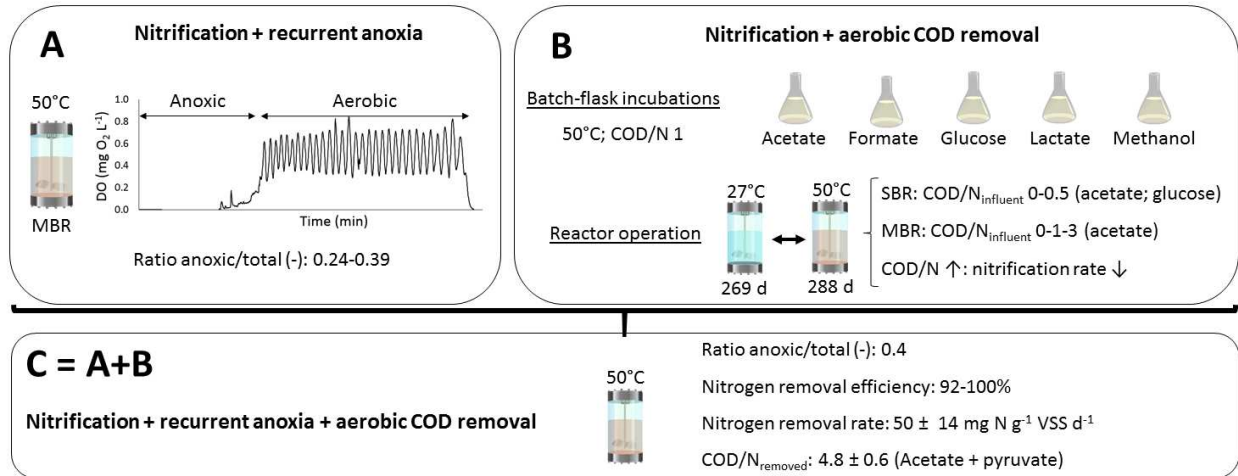 A
Nitrification + recurrent anoxia
50°C
MBR
DO (mg O₂ L⁻¹)
1.0
0.8
0.6
0.4
0.2
0.0
Anoxic
Aerobic
Time (min)
Ratio anoxic/total (-): 0.24-0.39
B
Nitrification + aerobic COD removal
Batch-flask incubations
50°C; COD/N 1
Acetate
Formate
Glucose
Lactate
Methanol
Reactor operation
27°C
269 d
50°C
288 d
SBR: COD/Ninfluent 0-0.5 (acetate; glucose)
MBR: COD/Ninfluent 0-1-3 (acetate)
COD/N ↑: nitrification rate ↓
C = A+B
Nitrification + recurrent anoxia + aerobic COD removal
50°C
Ratio anoxic/total (-): 0.4
Nitrogen removal efficiency: 92-100%
Nitrogen removal rate: 50 ± 14 mg N g⁻¹ VSS d⁻¹
COD/Nremoved: 4.8 ± 0.6 (Acetate + pyruvate)